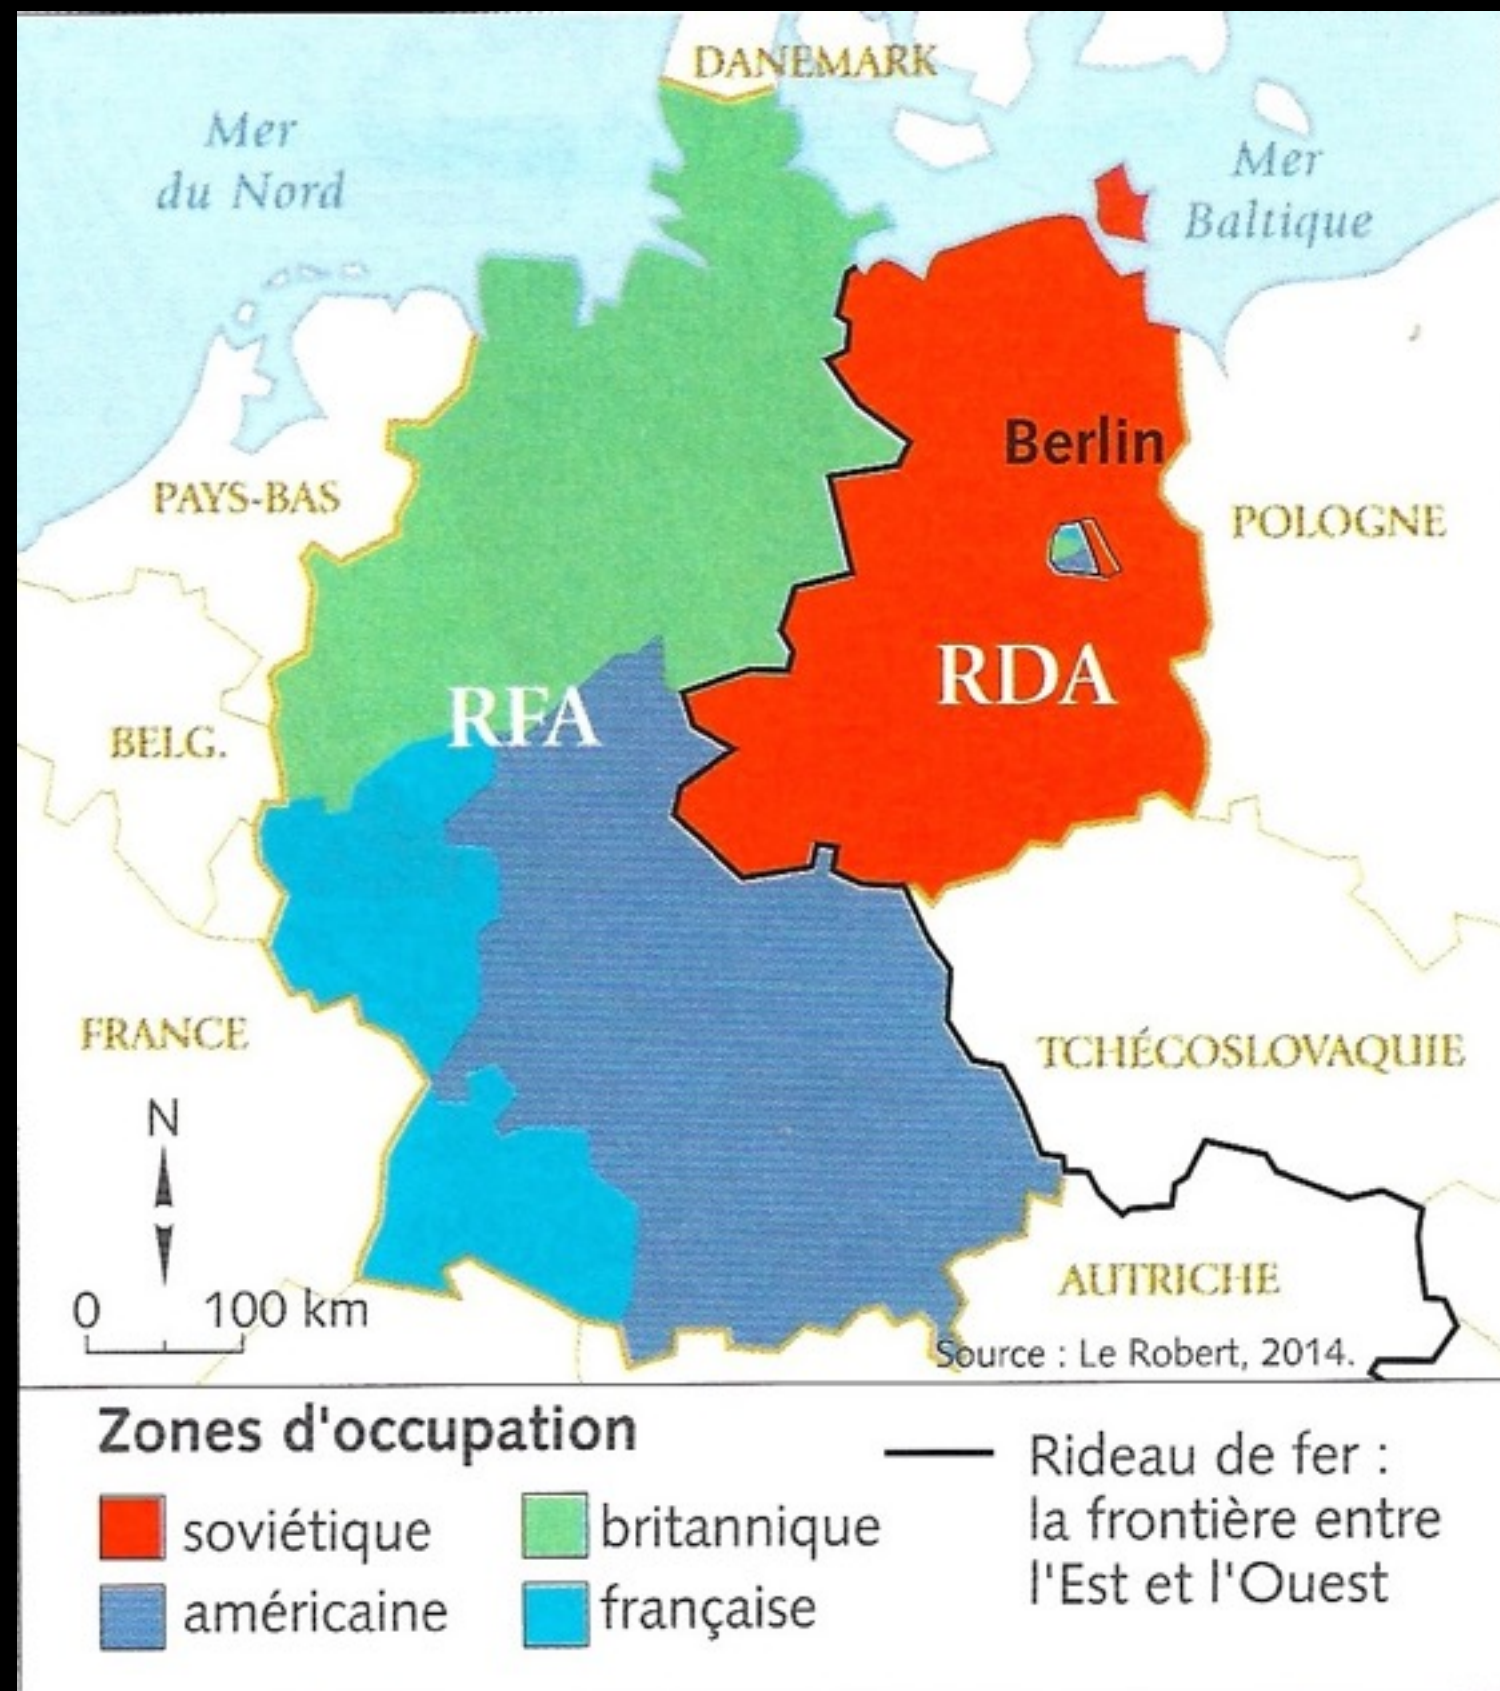 DANEMARK
Mer
du Nord
Mer
Baltique
Berlin
PAYS-BAS
POLOGNE
RDA
RFA
BELG.
FRANCE
TCHÉCOSLOVAQUIE
N
AUTRICHE
0 100 km
Source : Le Robert, 2014.
Zones d'occupation
soviétique
britannique
américaine
française
Rideau de fer :
la frontière entre
l'Est et l'Ouest